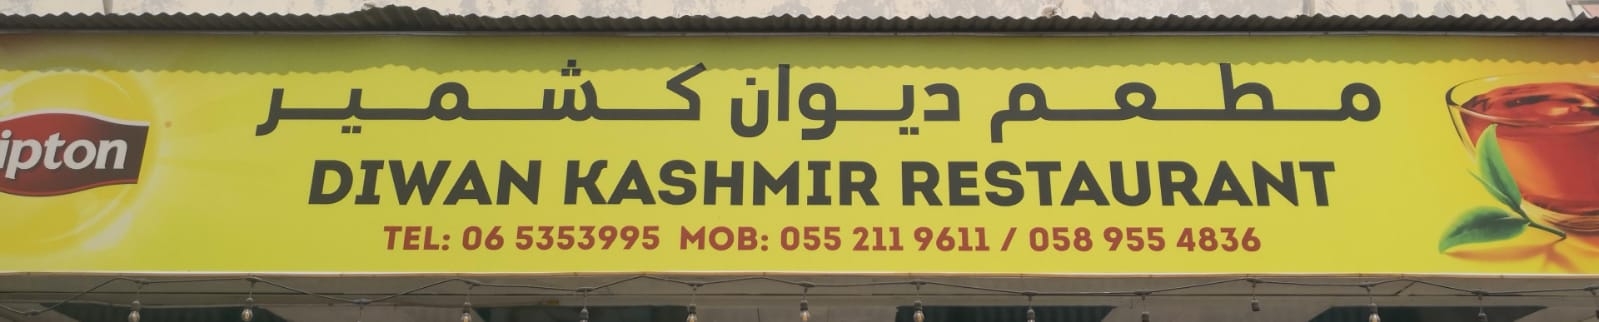 مطعم ديوان كشمير
DIWAN KASHMIR RESTAURANT
TEL: 06 5353995 MOB: 055 211 9611 / 058 955 4836
ipton